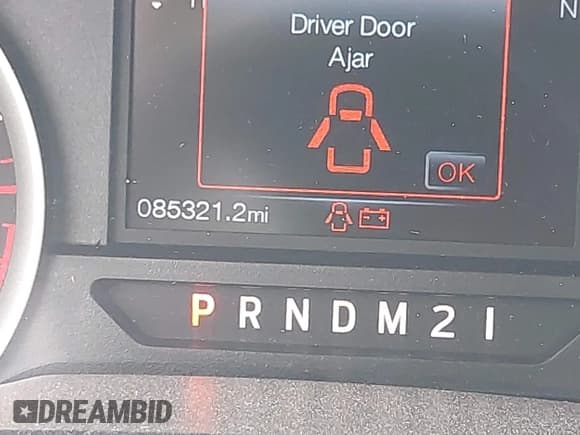 Driver Door
Ajar
OK
085321.2mi
P R N D M 2 1
DREAMBID